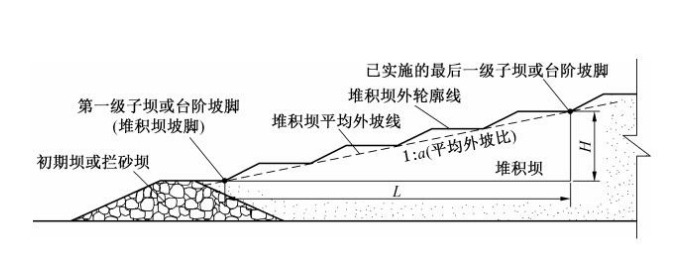 已实施的最后一级子坝或台阶坡脚
堆积坝外轮廓线
第一级子坝或台阶坡脚
(堆积坝坡脚)
堆积坝平均外坡线
1:a(平均外坡比)
初期坝或拦砂坝
堆积坝
H
L